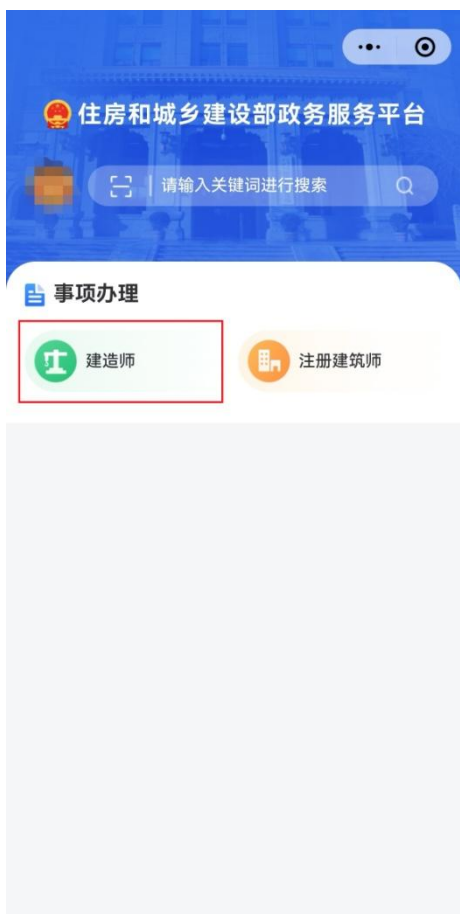 住房和城乡建设部政务服务平台
请输入关键词进行搜索
事项办理
建造师
注册建筑师